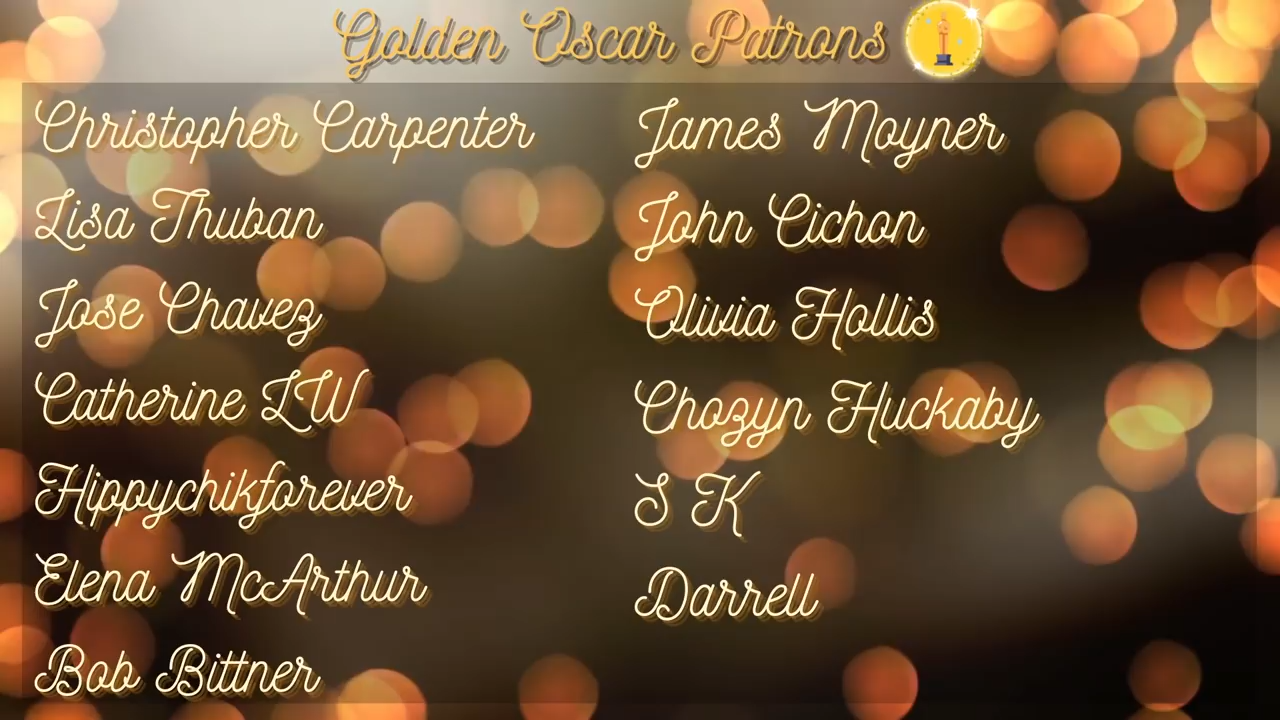 Golden Oscar Patrons
Christopher Carpenter
Lisa Thuban
Jose Chavez
Catherine LW
Hippychikforever
Elena McArthur
Bob Bittner
James Moyner
John Cichon
Olivia Hollis
Chozyn Huckaby
S K
Darrell